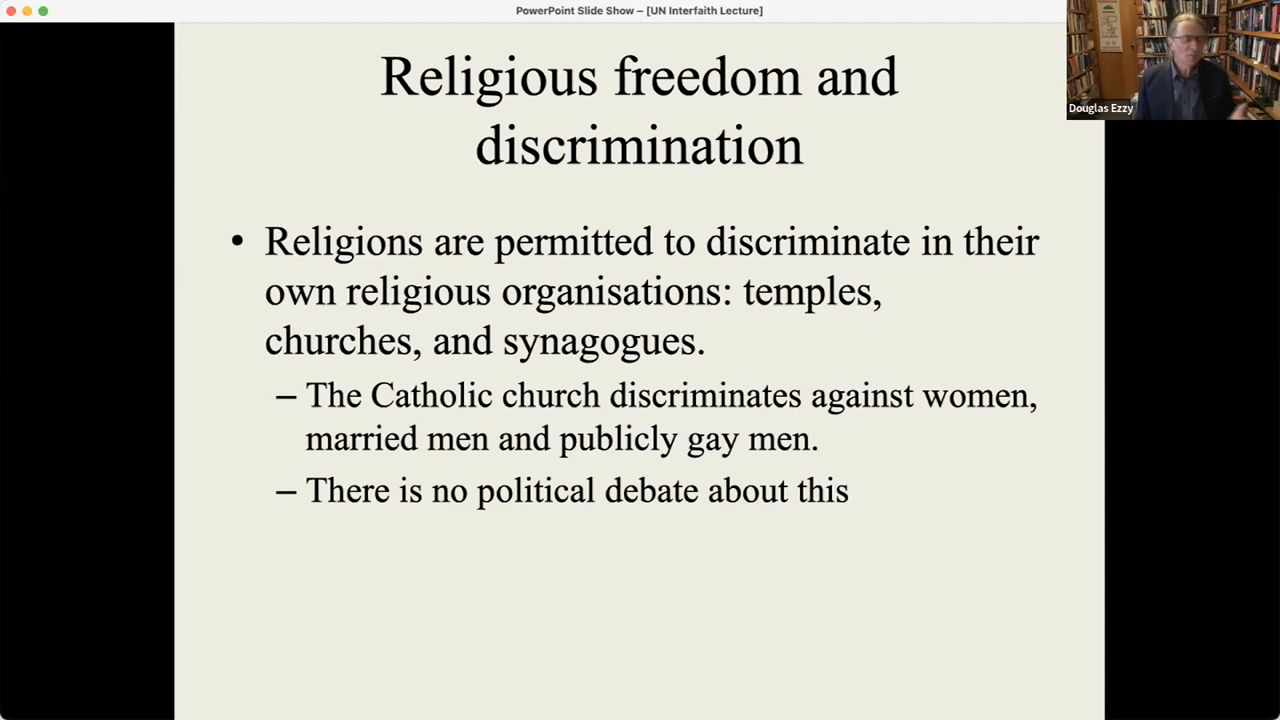 PowerPoint Slide Show – [UN Interfaith Lecture]
Religious freedom and
discrimination
• Religions are permitted to discriminate in their
own religious organisations: temples,
churches, and synagogues.
– The Catholic church discriminates against women,
married men and publicly gay men.
– There is no political debate about this
Douglas Ezzy